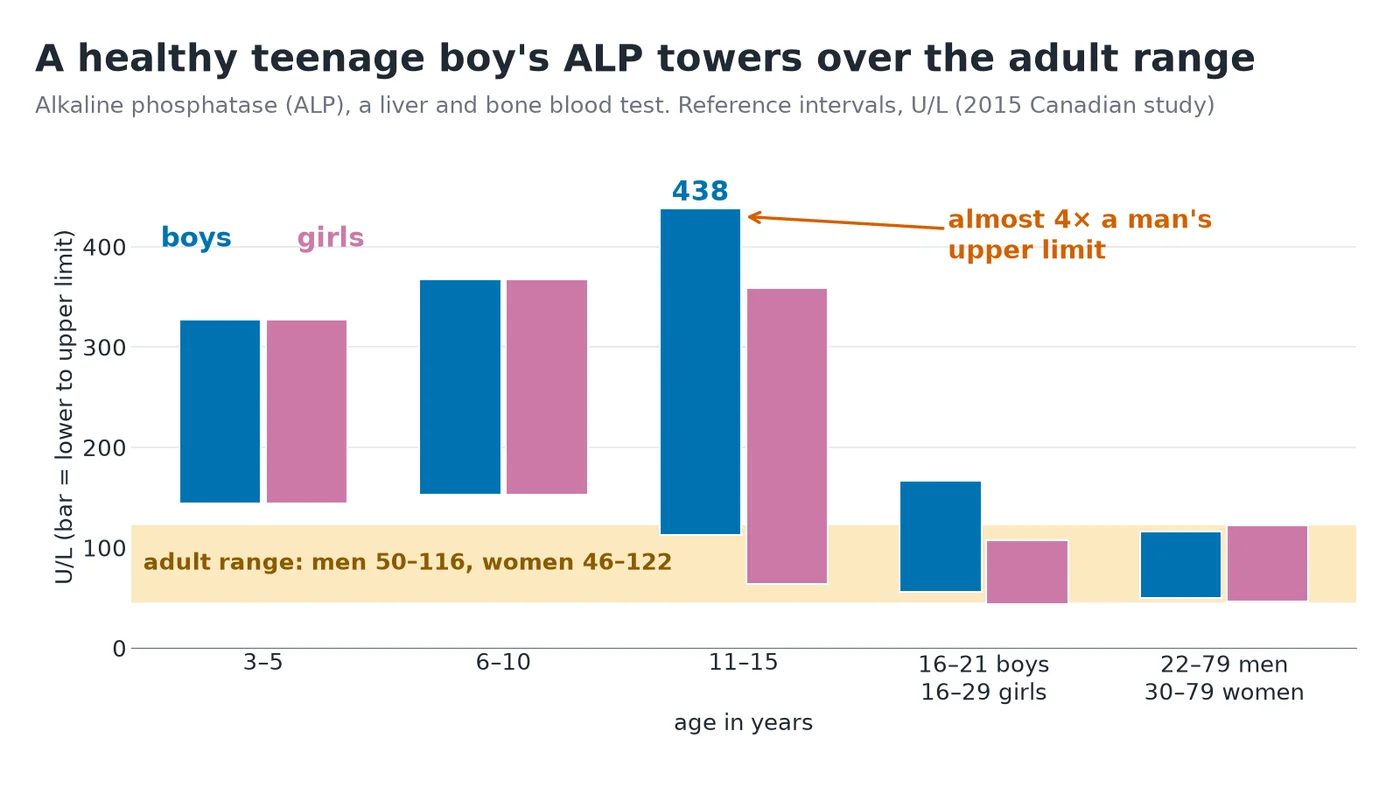 A healthy teenage boy's ALP towers over the adult range
Alkaline phosphatase (ALP), a liver and bone blood test. Reference intervals, U/L (2015 Canadian study)
438
almost 4× a man's
upper limit
boys
girls
U/L (bar = lower to upper limit)
400
300
200
100
0
adult range: men 50–116, women 46–122
3–5
6–10
11–15
16–21 boys
16–29 girls
22–79 men
30–79 women
age in years